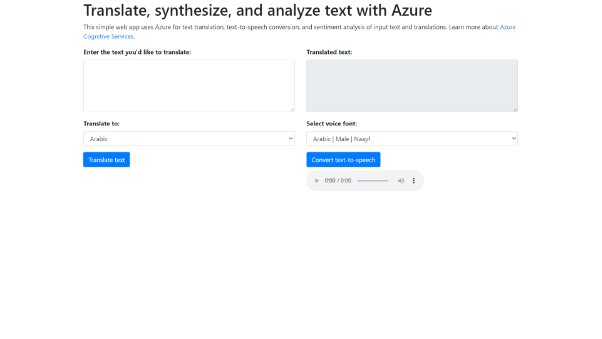 Translate, synthesize, and analyze text with Azure
This simple web app uses Azure for text translation, text-to-speech conversion, and sentiment analysis of input text and translations. Learn more about Azure
Cognitive Services.
Enter the text you'd like to translate:
Translated text:
Translate to:
Select voice font:
Arabic
Arabic | Male | Naayf
Translate text
Convert text-to-speech
0:00 / 0:00